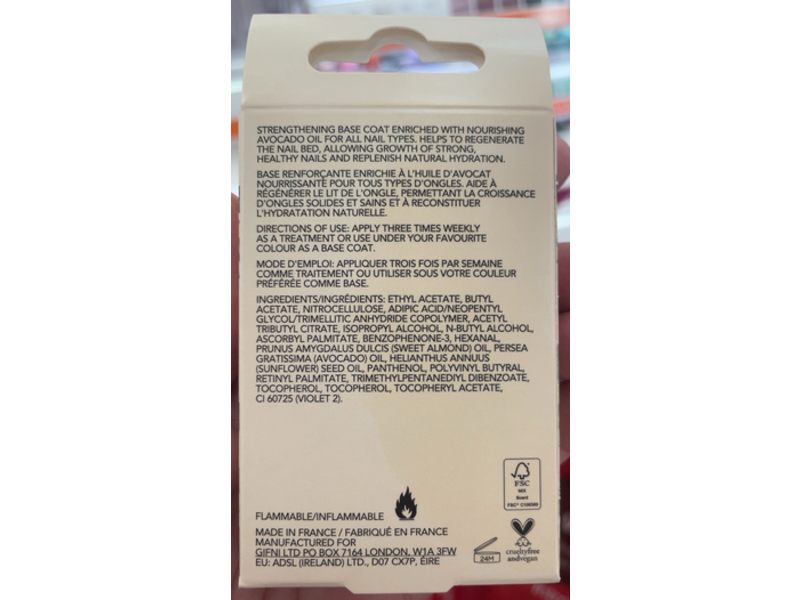 STRENGTHENING BASE COAT ENRICHED WITH NOURISHING
AVOCADO OIL FOR ALL NAIL TYPES. HELPS TO REGENERATE
THE NAIL BED, ALLOWING GROWTH OF STRONG,
HEALTHY NAILS AND REPLENISH NATURAL HYDRATION.
BASE RENFORÇANTE ENRICHIE À L'HUILE D'AVOCAT
NOURRISSANTE POUR TOUS TYPES D'ONGLES. AIDE À
RÉGÉNÉRER LE LIT DE L'ONGLE, PERMETTANT LA CROISSANCE
D'ONGLES SOLIDES ET SAINS ET À RECONSTITUER
L'HYDRATATION NATURELLE.
DIRECTIONS OF USE: APPLY THREE TIMES WEEKLY
AS A TREATMENT OR USE UNDER YOUR FAVOURITE
COLOUR AS A BASE COAT.
MODE D'EMPLOI: APPLIQUER TROIS FOIS PAR SEMAINE
COMME TRAITEMENT OU UTILISER SOUS VOTRE COULEUR
PRÉFÉRÉE COMME BASE.
INGREDIENTS/INGRÉDIENTS: ETHYL ACETATE, BUTYL
ACETATE, NITROCELLULOSE, ADIPIC ACID/NEOPENTYL
GLYCOL/TRIMELLITIC ANHYDRIDE COPOLYMER, ACETYL
TRIBUTYL CITRATE, ISOPROPYL ALCOHOL, N-BUTYL ALCOHOL,
ASCORBYL PALMITATE, BENZOPHENONE-3, HEXANAL,
PRUNUS AMYGDALUS DULCIS (SWEET ALMOND) OIL, PERSEA
GRATISSIMA (AVOCADO) OIL, HELIANTHUS ANNUUS
(SUNFLOWER) SEED OIL, PANTHENOL, POLYVINYL BUTYRAL,
RETINYL PALMITATE, TRIMETHYLPENTANEDIYL DIBENZOATE,
TOCOPHEROL, TOCOPHEROL, TOCOPHERYL ACETATE,
CI 60725 (VIOLET 2).
FSC
MIX
Board
FLAMMABLE/INFLAMMABLE
MADE IN FRANCE / FABRIQUÉ EN FRANCE
MANUFACTURED FOR
GIFNI LTD PO BOX 7164 LONDON, W1A 3FW
EU: ADSL (IRELAND) LTD., D07 CX7P, ÉIRE
24M
crueltyfree
andvegan